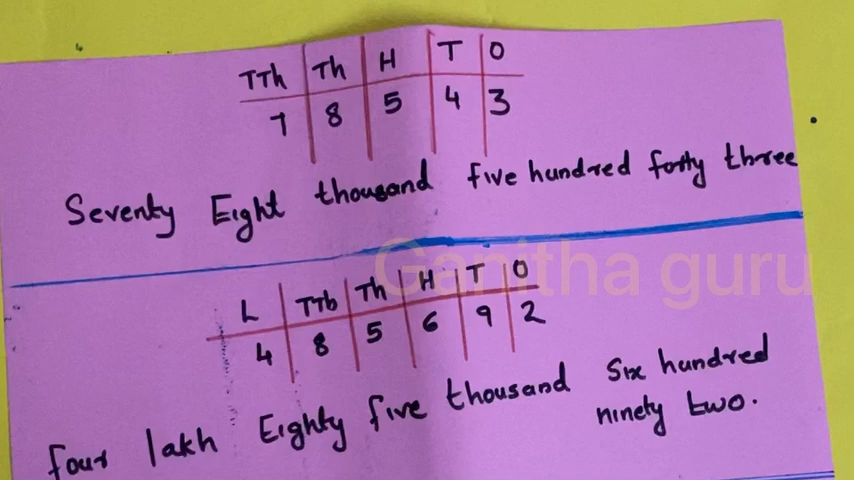 TTh Th H T O
7 8 5 4 3
Seventy Eight thousand five hundred forty three
Ganitha guru
L TTh Th H T O
4 8 5 6 9 2
four lakh Eighty five thousand Six hundred
ninety two.